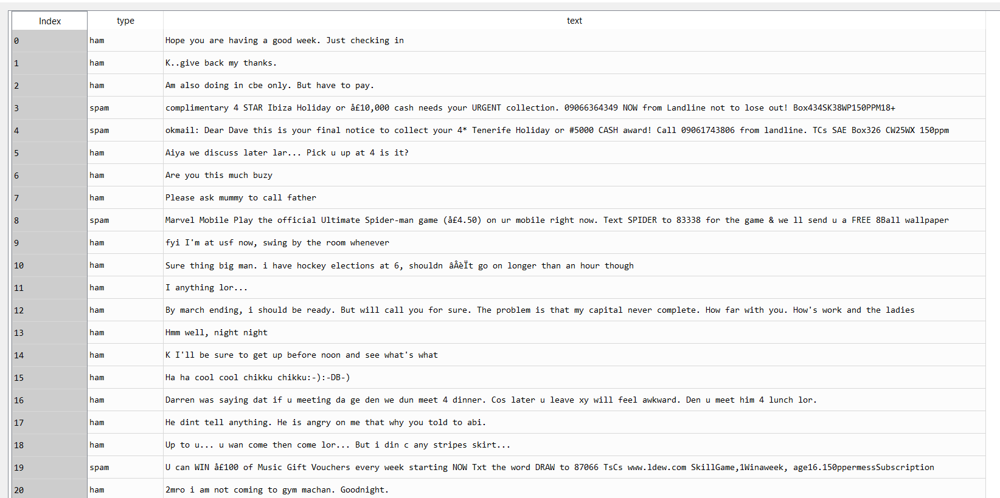 Index type text
0 ham Hope you are having a good week. Just checking in
1 ham K..give back my thanks.
2 ham Am also doing in cbe only. But have to pay.
3 spam complimentary 4 STAR Ibiza Holiday or å£10,000 cash needs your URGENT collection. 09066364349 NOW from Landline not to lose out! Box434SK38WP150PPM18+
4 spam okmail: Dear Dave this is your final notice to collect your 4* Tenerife Holiday or #5000 CASH award! Call 09061743806 from landline. TCs SAE Box326 CW25WX 150ppm
5 ham Aiya we discuss later lar... Pick u up at 4 is it?
6 ham Are you this much buzy
7 ham Please ask mummy to call father
8 spam Marvel Mobile Play the official Ultimate Spider-man game (å£4.50) on ur mobile right now. Text SPIDER to 83338 for the game & we ll send u a FREE 8Ball wallpaper
9 ham fyi I'm at usf now, swing by the room whenever
10 ham Sure thing big man. i have hockey elections at 6, shouldn âÂèÏt go on longer than an hour though
11 ham I anything lor...
12 ham By march ending, i should be ready. But will call you for sure. The problem is that my capital never complete. How far with you. How's work and the ladies
13 ham Hmm well, night night
14 ham K I'll be sure to get up before noon and see what's what
15 ham Ha ha cool cool chikku chikku:-):-DB-)
16 ham Darren was saying dat if u meeting da ge den we dun meet 4 dinner. Cos later u leave xy will feel awkward. Den u meet him 4 lunch lor.
17 ham He dint tell anything. He is angry on me that why you told to abi.
18 ham Up to u... u wan come then come lor... But i din c any stripes skirt...
19 spam U can WIN å£100 of Music Gift Vouchers every week starting NOW Txt the word DRAW to 87066 TsCs www.ldew.com SkillGame,1Winaweek, age16.150ppermessSubscription
20 ham 2mro i am not coming to gym machan. Goodnight.